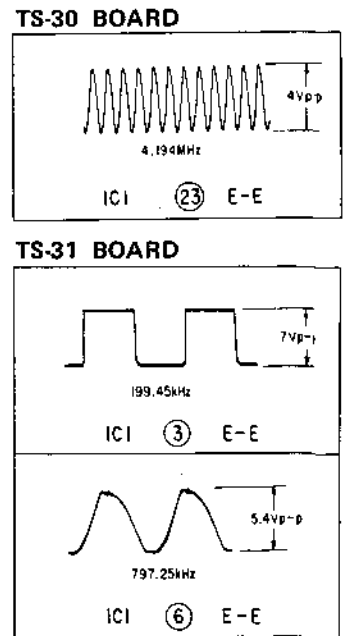 TS-30 BOARD
4Vp-p
4.194MHz
IC1 23 E-E
TS-31 BOARD
7Vp-p
199.45kHz
IC1 3 E-E
5.4Vp-p
797.25kHz
IC1 6 E-E